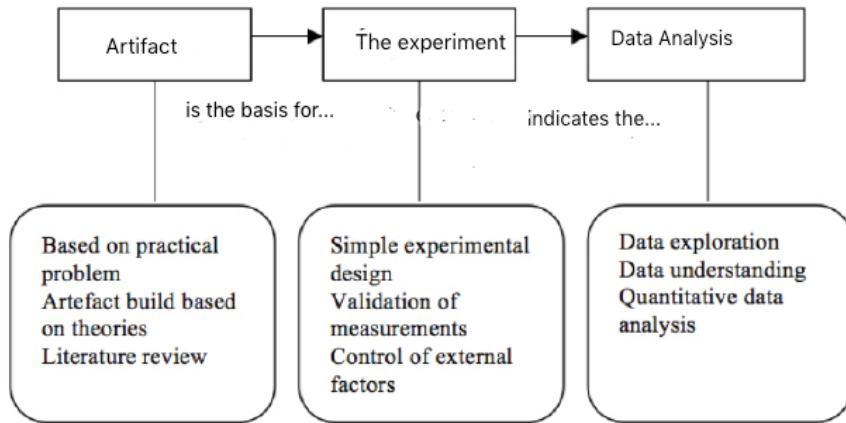 Artifact
The experiment
Data Analysis
is the basis for...
indicates the...
Based on practical
problem
Artefact build based
on theories
Literature review
Simple experimental
design
Validation of
measurements
Control of external
factors
Data exploration
Data understanding
Quantitative data
analysis